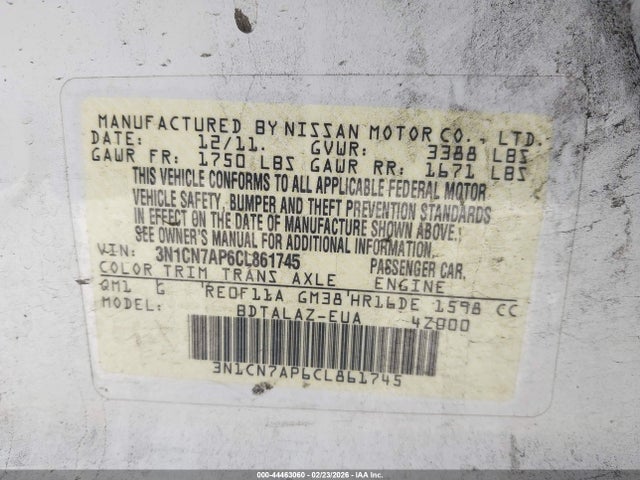 MANUFACTURED BY NISSAN MOTOR CO., LTD.
DATE: 12/11. GVWR: 3388 LBS
GAWR FR: 1750 LBS GAWR RR: 1671 LBS
THIS VEHICLE CONFORMS TO ALL APPLICABLE FEDERAL MOTOR
VEHICLE SAFETY, BUMPER AND THEFT PREVENTION STANDARDS
IN EFFECT ON THE DATE OF MANUFACTURE SHOWN ABOVE.
SEE OWNER'S MANUAL FOR ADDITIONAL INFORMATION.
VIN: 3N1CN7AP6CL861745 PASSENGER CAR
COLOR TRIM TRANS AXLE ENGINE
QM1 G RE0F11A GM38 HR16DE 1598 CC
MODEL: BDTALAZ-EUA 4Z000
3N1CN7AP6CL861745
000-44463060 - 02/23/2026 - IAA Inc.